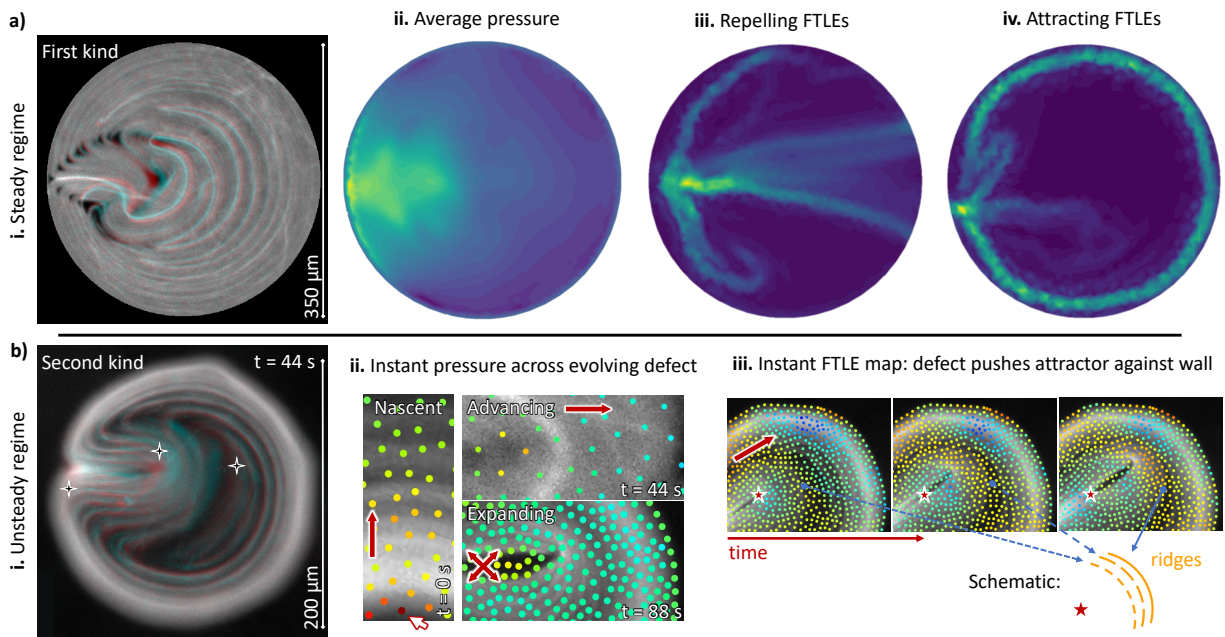 a)
i. Steady regime
First kind
350 µm
ii. Average pressure
iii. Repelling FTLEs
iv. Attracting FTLEs
b)
i. Unsteady regime
Second kind
t = 44 s
200 µm
ii. Instant pressure across evolving defect
Nascent
t = 0 s
Advancing
t = 44 s
Expanding
t = 88 s
iii. Instant FTLE map: defect pushes attractor against wall
time
ridges
Schematic: